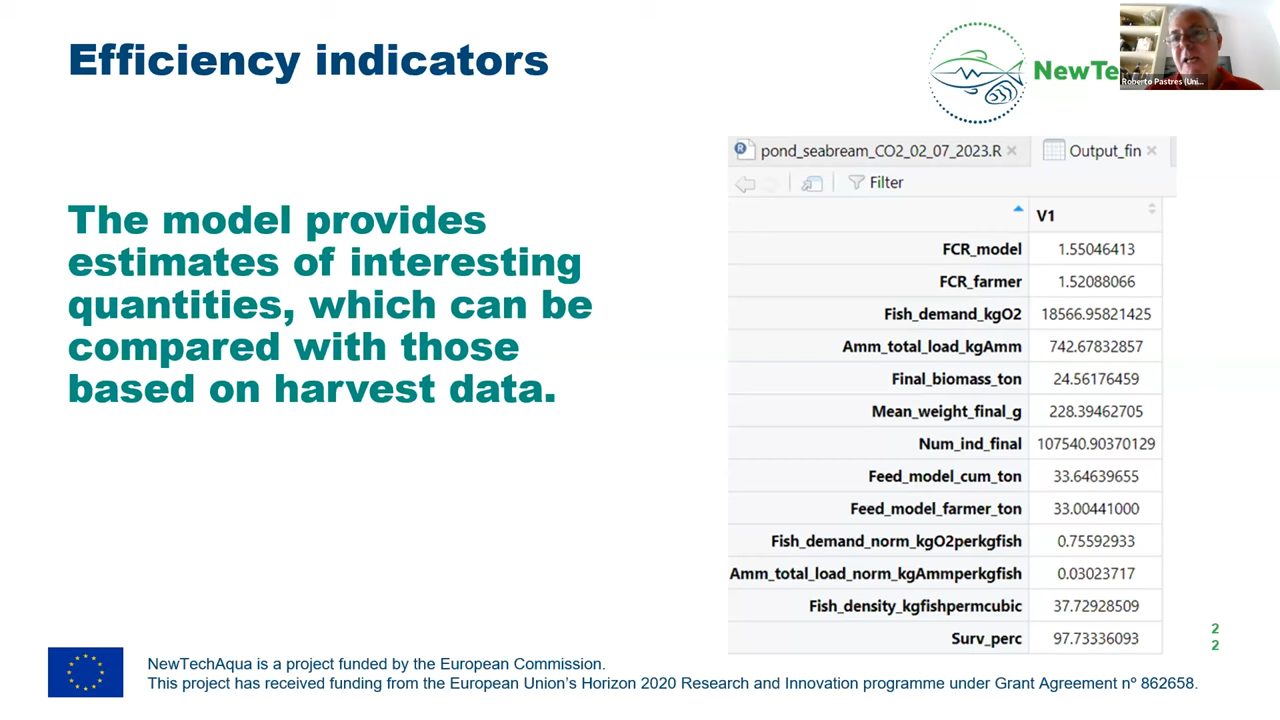 Efficiency indicators
NewTe
Roberto Pastres (Uni...
The model provides
estimates of interesting
quantities, which can be
compared with those
based on harvest data.
pond_seabream_CO2_02_07_2023.R
Output_fin
Filter
V1
FCR_model 1.55046413
FCR_farmer 1.52088066
Fish_demand_kgO2 18566.95821425
Amm_total_load_kgAmm 742.67832857
Final_biomass_ton 24.56176459
Mean_weight_final_g 228.39462705
Num_ind_final 107540.90370129
Feed_model_cum_ton 33.64639655
Feed_model_farmer_ton 33.00441000
Fish_demand_norm_kgO2perkgfish 0.75592933
Amm_total_load_norm_kgAmmperkgfish 0.03023717
Fish_density_kgfishpermcubic 37.72928509
Surv_perc 97.73336093
2
2
NewTechAqua is a project funded by the European Commission.
This project has received funding from the European Union's Horizon 2020 Research and Innovation programme under Grant Agreement nº 862658.